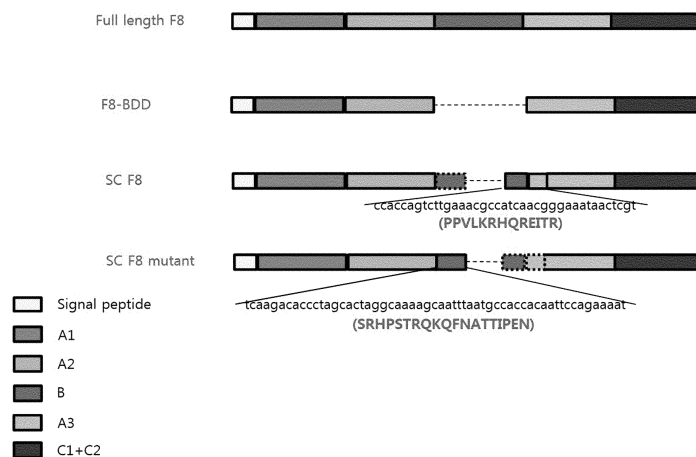 Full length F8
F8-BDD
SC F8
ccaccagtcttgaaacgccatcaacgggaaataactcgt
(PPVLKRHQREITR)
SC F8 mutant
tcaagacaccctagcactaggcaaaagcaatttaatgccaccacaattccagaaaat
(SRHPSTRQKQFNATTIPEN)
Signal peptide
A1
A2
B
A3
C1+C2